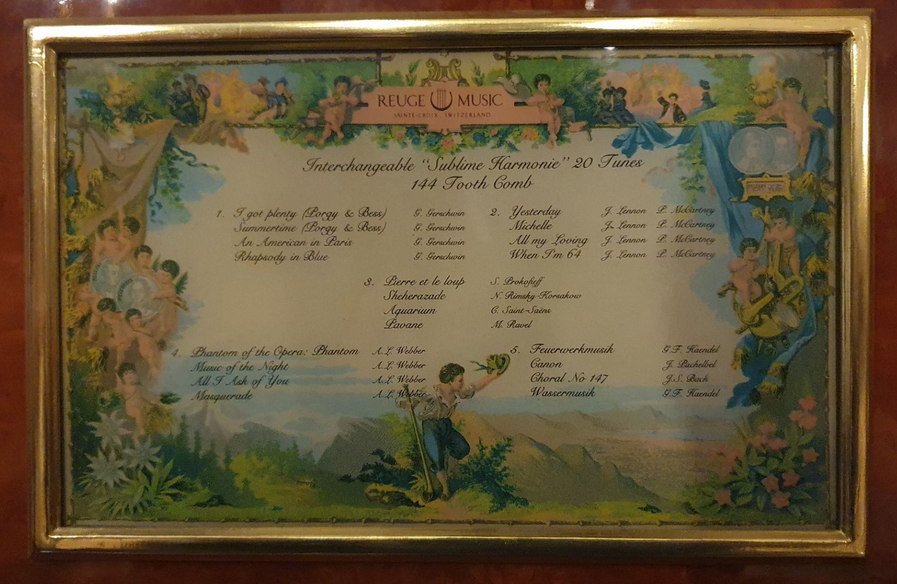 REUGE MUSIC
SAINTE-CROIX SWITZERLAND
Interchangeable "Sublime Harmonie" 20 Tunes
144 Tooth Comb
1. I got plenty (Porgy & Bess) G. Gerschwin
Summertime (Porgy & Bess) G. Gerschwin
An American in Paris G. Gerschwin
Rhapsody in Blue G. Gerschwin
2. Yesterday J. Lennon P. McCartney
Michelle J. Lennon P. McCartney
All my Loving J. Lennon P. McCartney
When I'm 64 J. Lennon P. McCartney
3. Pierre et le loup S. Prokofieff
Sheherazade N. Rimsky-Korsakow
Aquarium C. Saint-Saëns
Pavane M. Ravel
4. Phantom of the Opera: Phantom A.L. Webber
Music of the Night A.L. Webber
All I Ask of You A.L. Webber
Masquerade A.L. Webber
5. Feuerwerkmusik G.F. Haendel
Canon J. Pachelbel
Choral No 147 J.S. Bach
Wassermusik G.F. Haendel